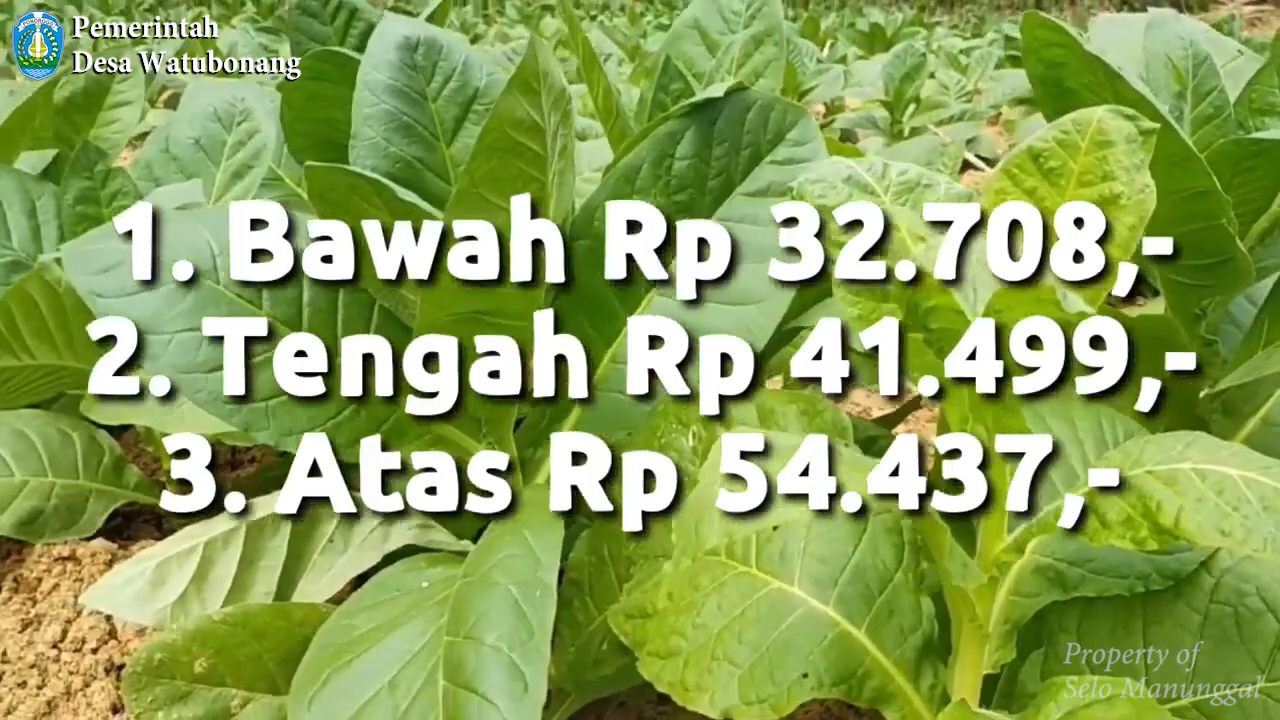 Pemerintah
Desa Watubonang
1. Bawah Rp 32.708,-
2. Tengah Rp 41.499,-
3. Atas Rp 54.437,-
Property of
Selo Manunggal